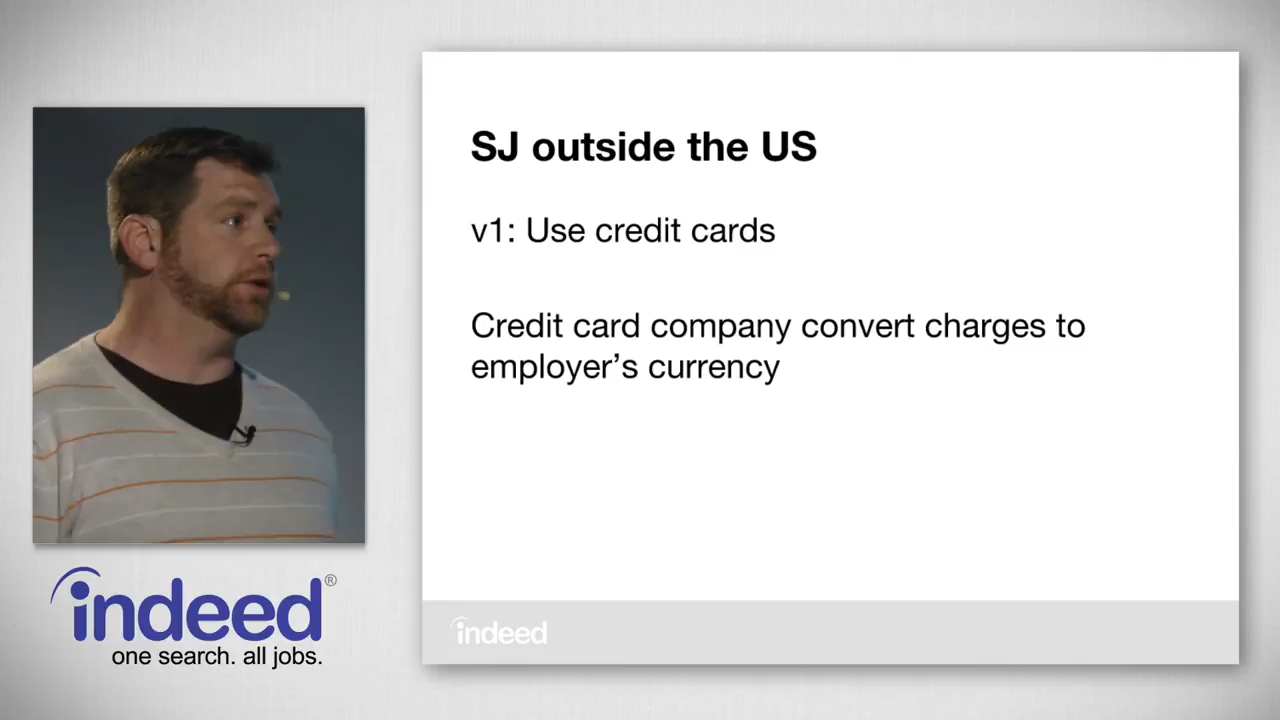 SJ outside the US
v1: Use credit cards
Credit card company convert charges to
employer’s currency
indeed
indeed®
one search. all jobs.